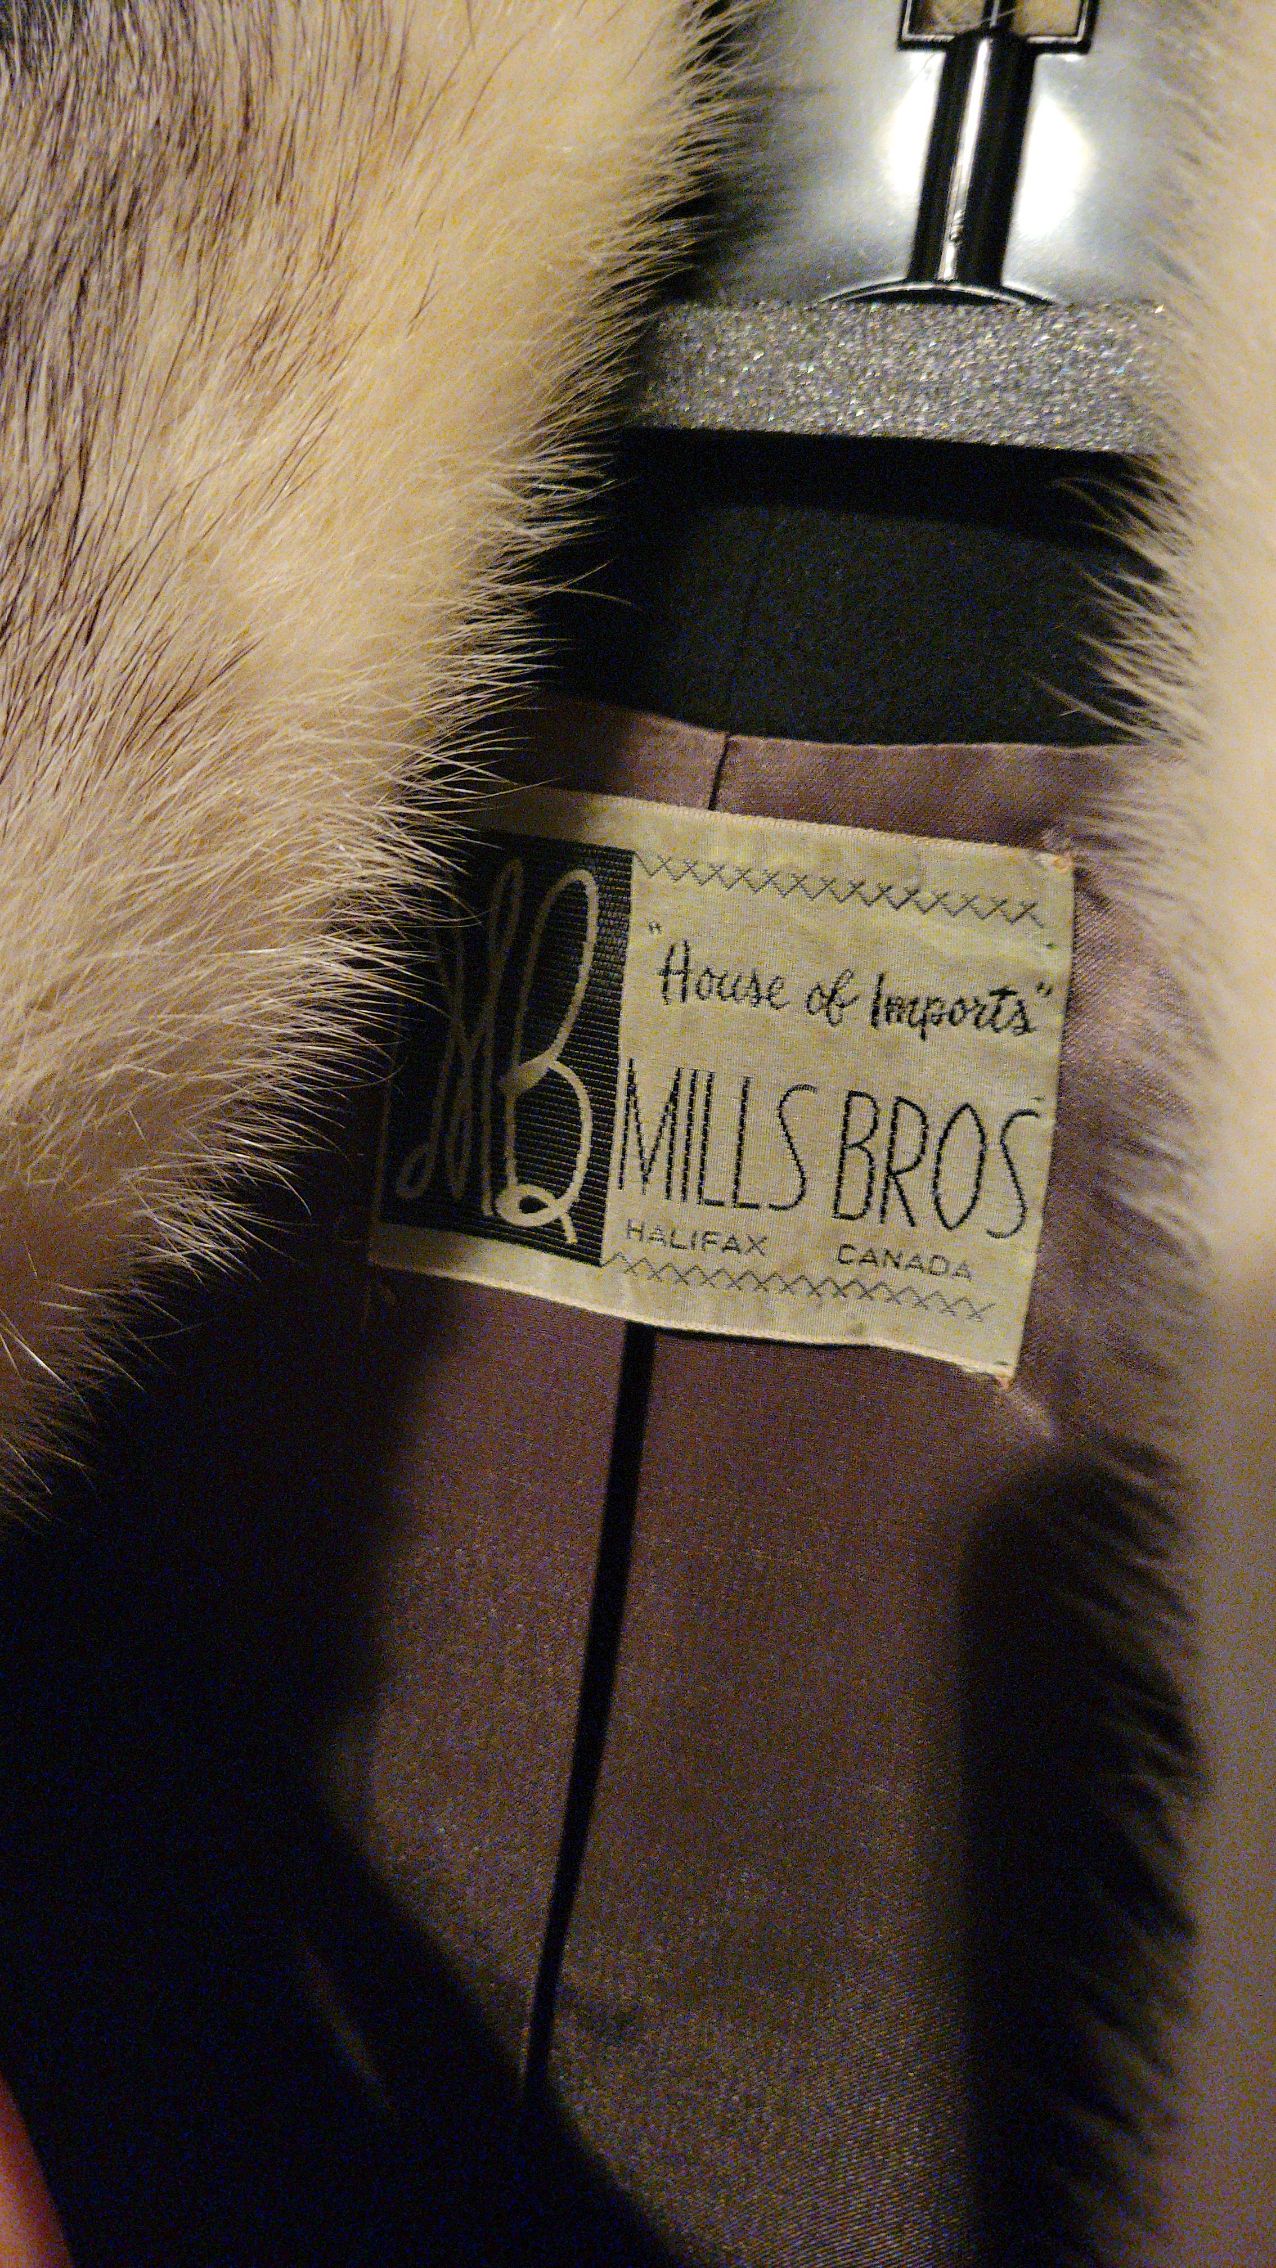 MB
"House of Imports"
MILLS BROS
HALIFAX CANADA